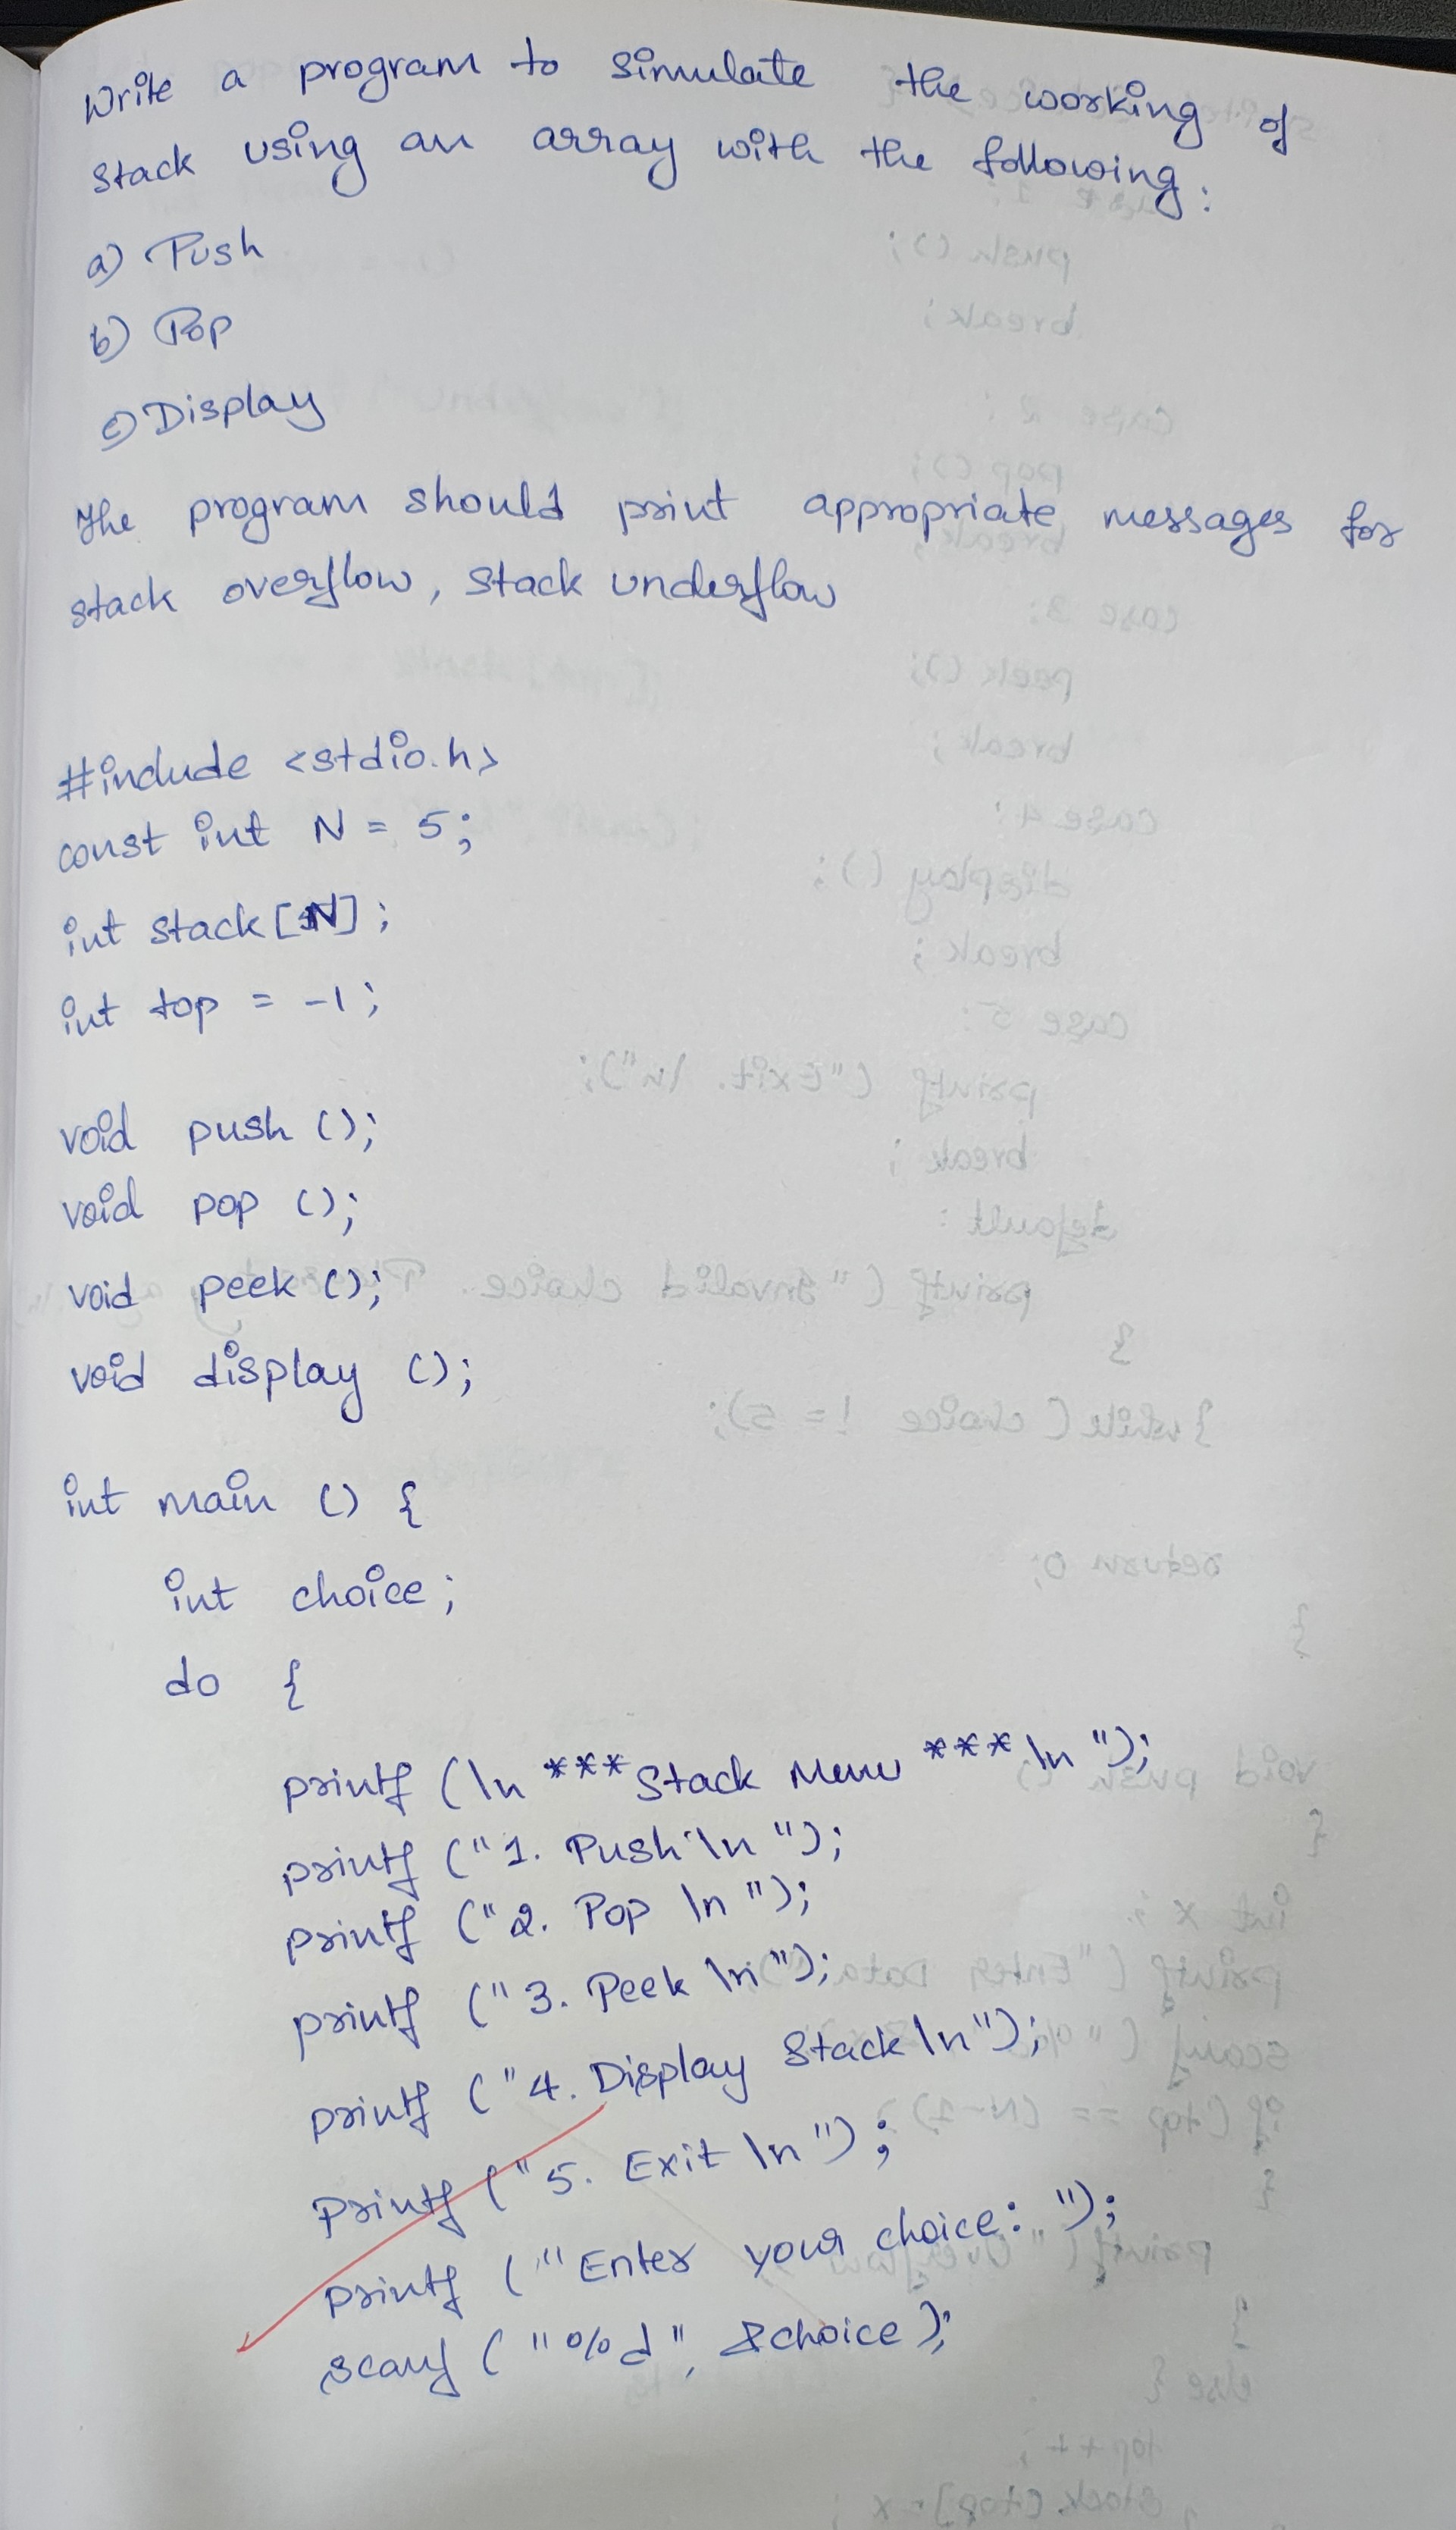 Write a program to simulate the working of
stack using an array with the following:
a) Push
b) Pop
c) Display
The program should print appropriate messages for
stack overflow, stack underflow
#include <stdio.h>
const int N = 5;
int stack[N];
int top = -1;
void push ();
void pop ();
void peek ();
void display ();
int main () {
int choice;
do {
printf (\n *** Stack Menu *** \n ");
printf ("1. Push \n ");
printf ("2. Pop \n ");
printf ("3. Peek \n ");
printf ("4. Display Stack \n");
printf ("5. Exit \n ");
printf ("Enter your choice: ");
scanf ("%d", &choice);